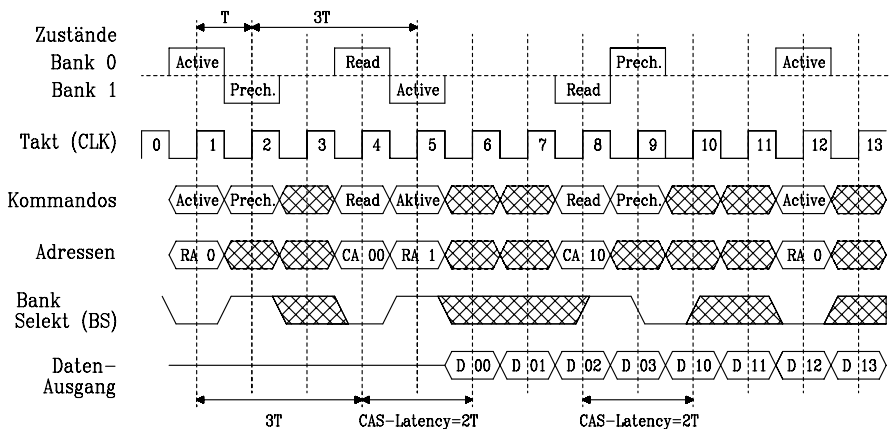 T 3T
Zustände
Bank 0 Active Read Prech. Active
Bank 1 Prech. Active Read
Takt (CLK) 0 1 2 3 4 5 6 7 8 9 10 11 12 13
Kommandos Active Prech. Read Aktive Read Prech. Active
Adressen RA 0 CA 00 RA 1 CA 10 RA 0
Bank
Selekt (BS)
Daten- D 00 D 01 D 02 D 03 D 10 D 11 D 12 D 13
Ausgang
3T CAS-Latency=2T CAS-Latency=2T